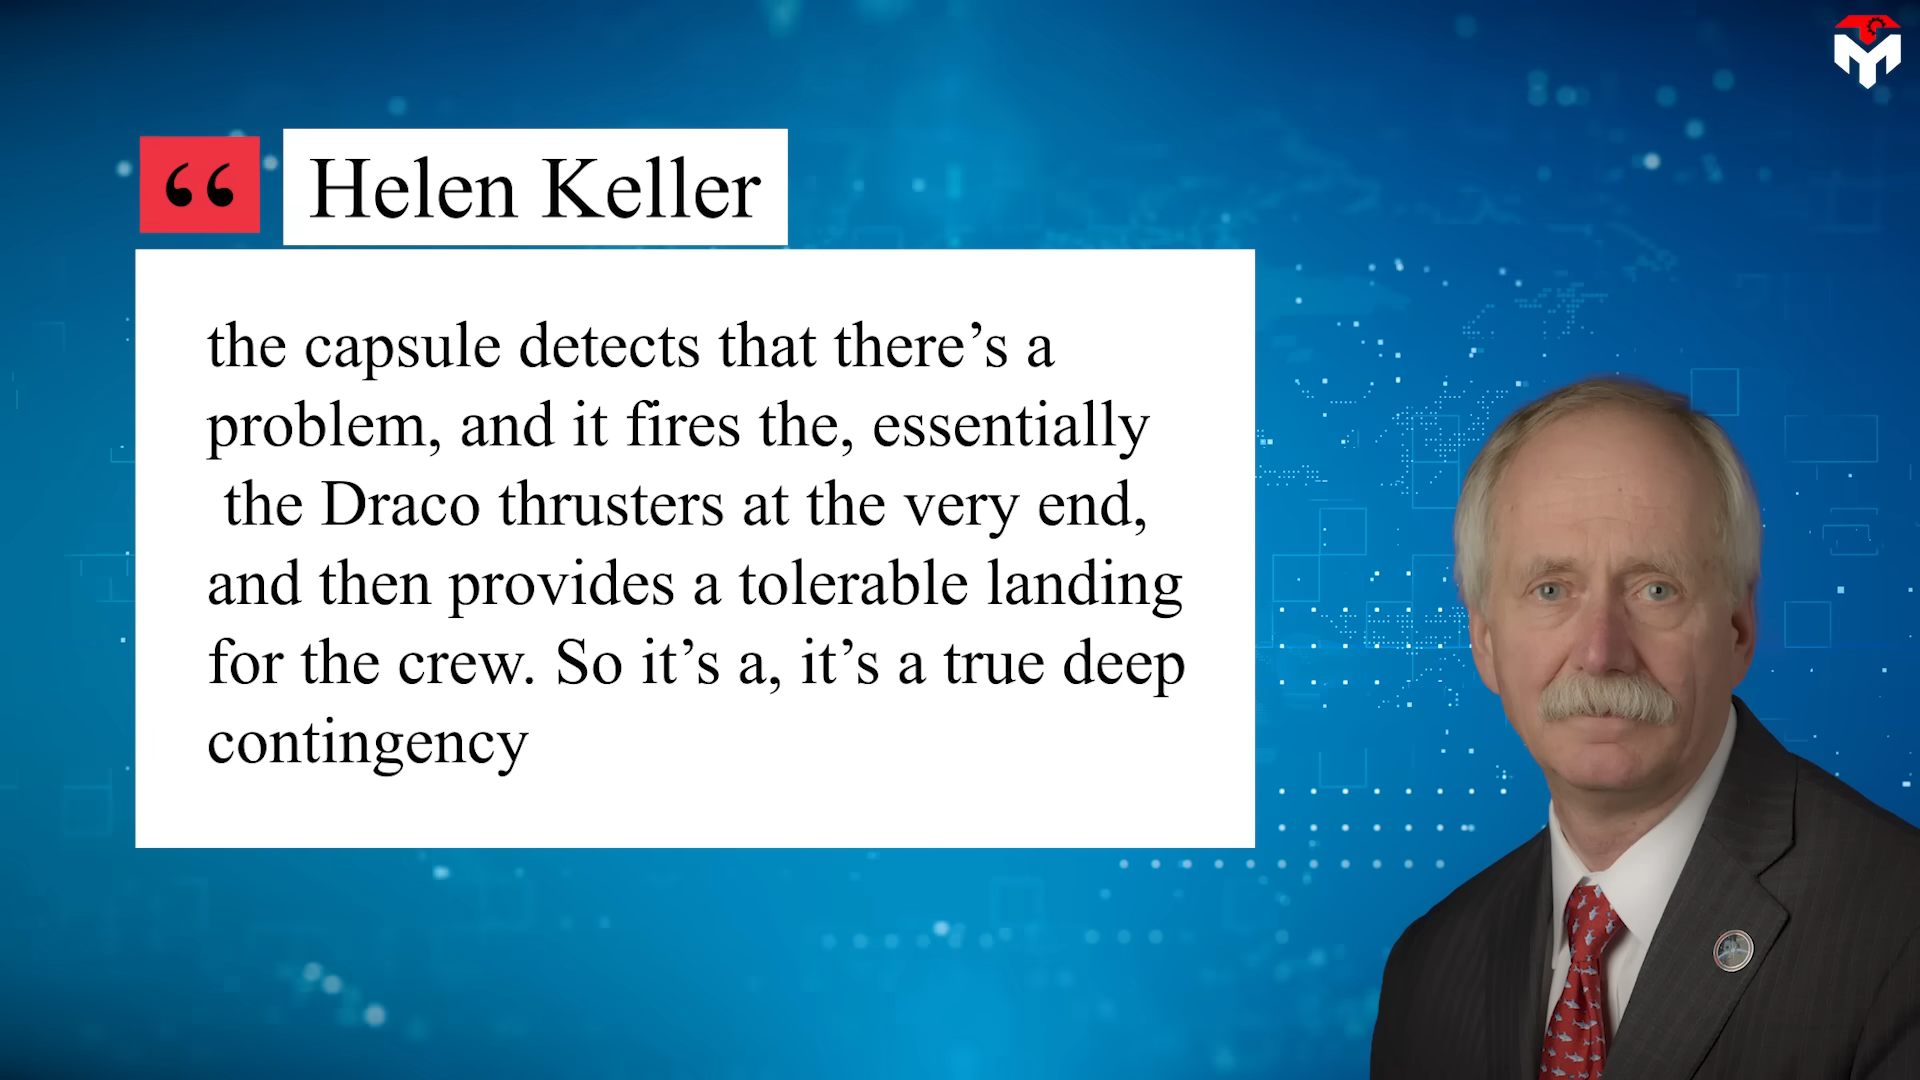 “ Helen Keller
the capsule detects that there’s a
problem, and it fires the, essentially
the Draco thrusters at the very end,
and then provides a tolerable landing
for the crew. So it’s a, it’s a true deep
contingency